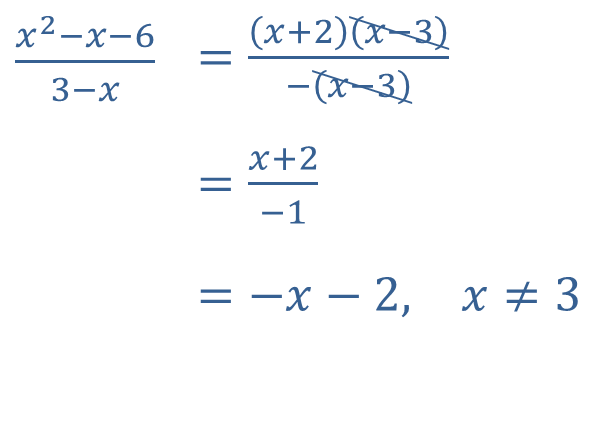 x²−x−6 / 3−x = (x+2)(x−3) / −(x−3)
= x+2 / −1
= −x − 2, x ≠ 3